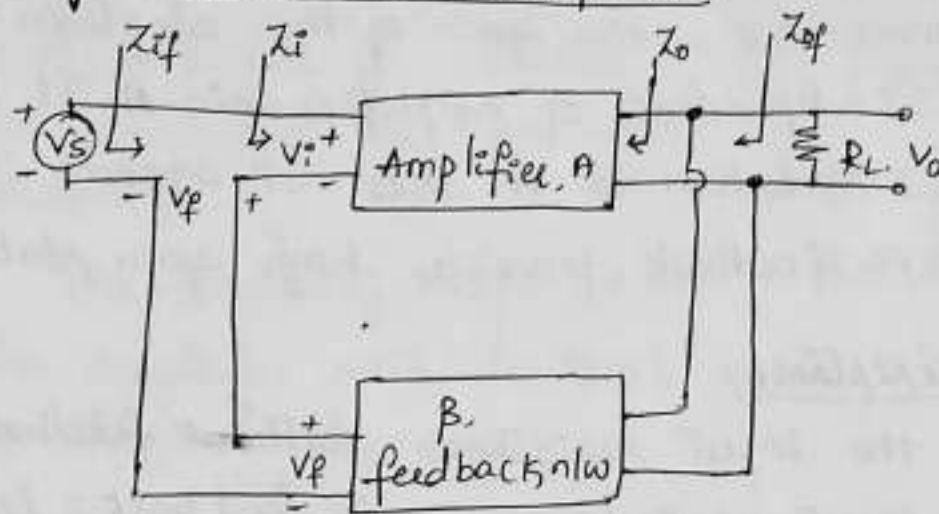 Zif Zi Zo Zof
+ Vs -
+ Vi -
Amplifier, A
RL. Vo
- Vf +
β,
feedback n/w
+ Vf -